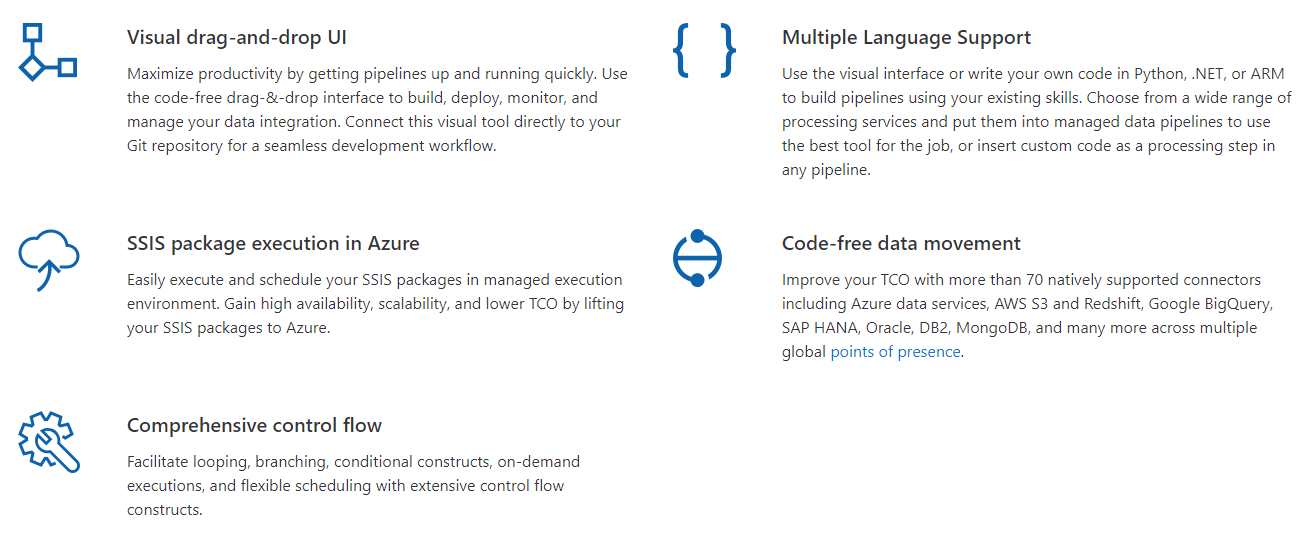 Visual drag-and-drop UI
Maximize productivity by getting pipelines up and running quickly. Use
the code-free drag-&-drop interface to build, deploy, monitor, and
manage your data integration. Connect this visual tool directly to your
Git repository for a seamless development workflow.
Multiple Language Support
Use the visual interface or write your own code in Python, .NET, or ARM
to build pipelines using your existing skills. Choose from a wide range of
processing services and put them into managed data pipelines to use
the best tool for the job, or insert custom code as a processing step in
any pipeline.
SSIS package execution in Azure
Easily execute and schedule your SSIS packages in managed execution
environment. Gain high availability, scalability, and lower TCO by lifting
your SSIS packages to Azure.
Code-free data movement
Improve your TCO with more than 70 natively supported connectors
including Azure data services, AWS S3 and Redshift, Google BigQuery,
SAP HANA, Oracle, DB2, MongoDB, and many more across multiple
global points of presence.
Comprehensive control flow
Facilitate looping, branching, conditional constructs, on-demand
executions, and flexible scheduling with extensive control flow
constructs.